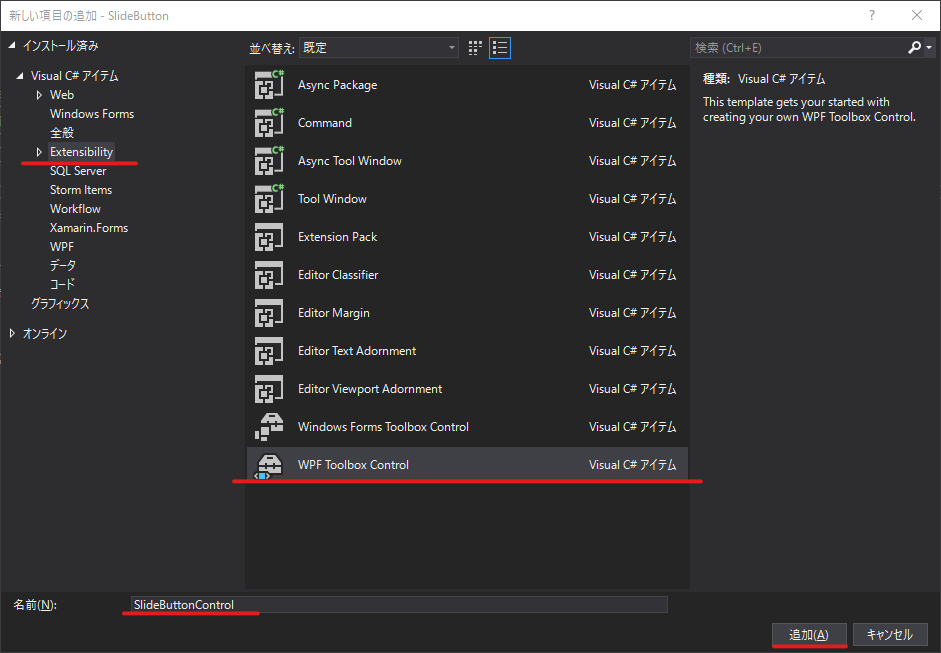 新しい項目の追加 - SlideButton
インストール済み
Visual C# アイテム
Web
Windows Forms
全般
Extensibility
SQL Server
Storm Items
Workflow
Xamarin.Forms
WPF
データ
コード
グラフィックス
オンライン
並べ替え: 既定
Async Package Visual C# アイテム
Command Visual C# アイテム
Async Tool Window Visual C# アイテム
Tool Window Visual C# アイテム
Extension Pack Visual C# アイテム
Editor Classifier Visual C# アイテム
Editor Margin Visual C# アイテム
Editor Text Adornment Visual C# アイテム
Editor Viewport Adornment Visual C# アイテム
Windows Forms Toolbox Control Visual C# アイテム
WPF Toolbox Control Visual C# アイテム
検索 (Ctrl+E)
種類: Visual C# アイテム
This template gets your started with
creating your own WPF Toolbox Control.
名前(N): SlideButtonControl
追加(A) キャンセル